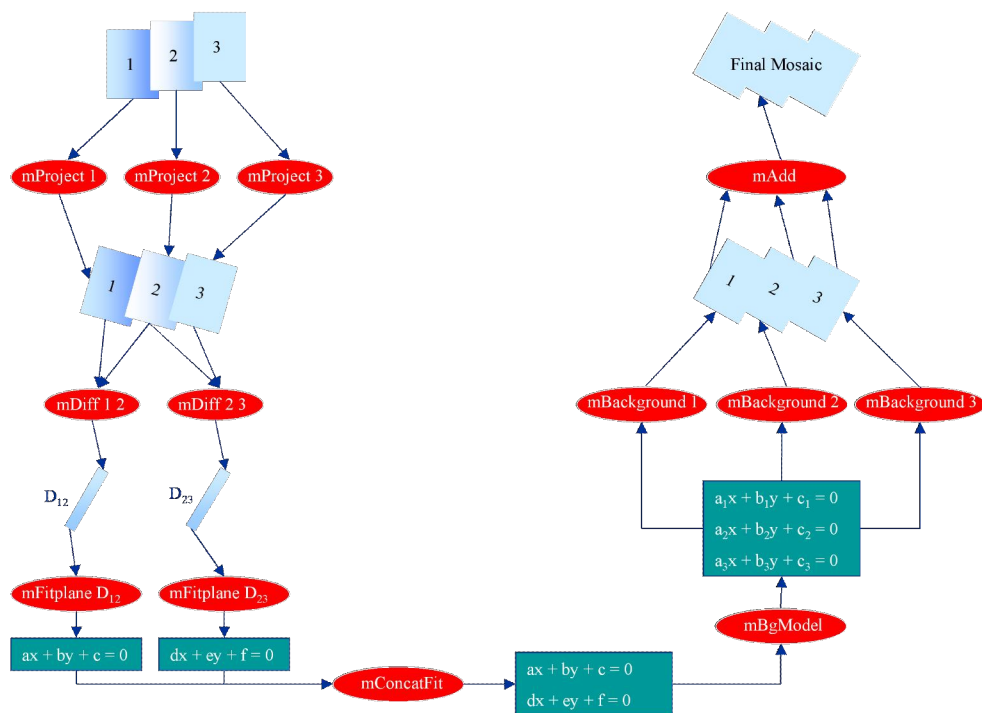 1
2
3
mProject 1
mProject 2
mProject 3
1
2
3
mDiff 1 2
mDiff 2 3
D₁₂
D₂₃
mFitplane D₁₂
mFitplane D₂₃
ax + by + c = 0
dx + ey + f = 0
mConcatFit
ax + by + c = 0
dx + ey + f = 0
mBgModel
a₁x + b₁y + c₁ = 0
a₂x + b₂y + c₂ = 0
a₃x + b₃y + c₃ = 0
mBackground 1
mBackground 2
mBackground 3
1
2
3
mAdd
Final Mosaic